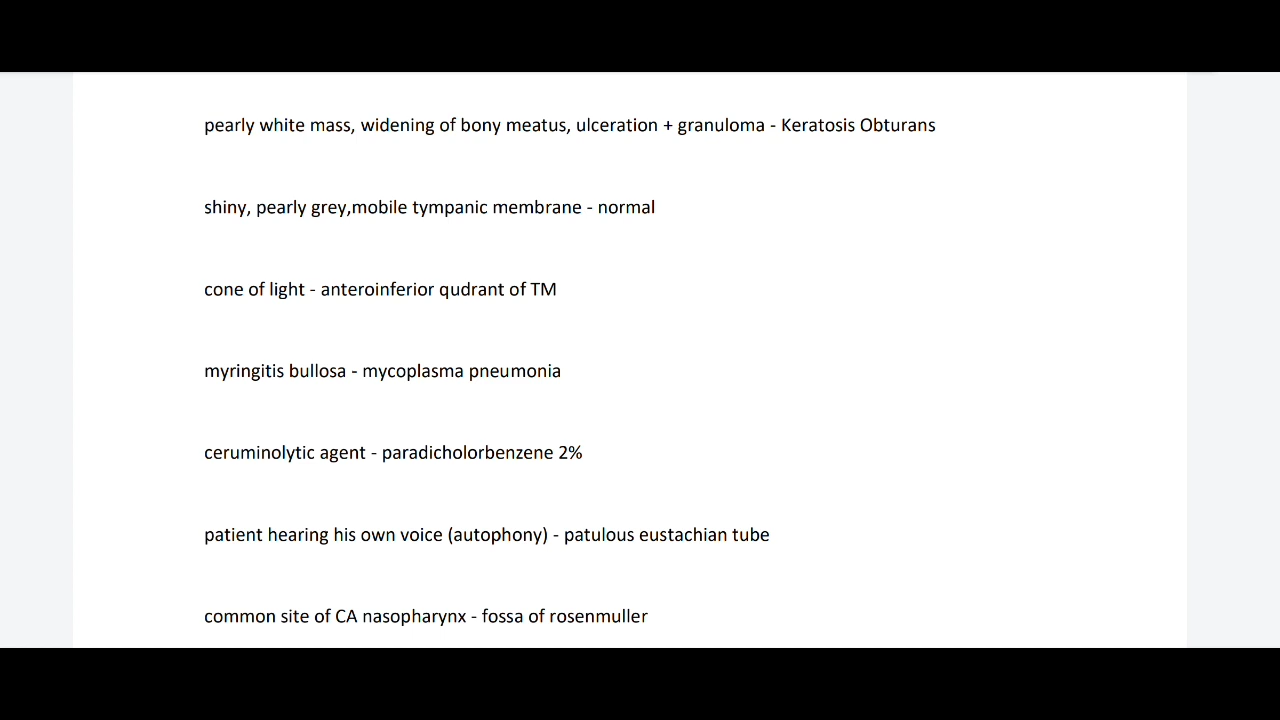 pearly white mass, widening of bony meatus, ulceration + granuloma - Keratosis Obturans
shiny, pearly grey,mobile tympanic membrane - normal
cone of light - anteroinferior qudrant of TM
myringitis bullosa - mycoplasma pneumonia
ceruminolytic agent - paradicholorbenzene 2%
patient hearing his own voice (autophony) - patulous eustachian tube
common site of CA nasopharynx - fossa of rosenmuller